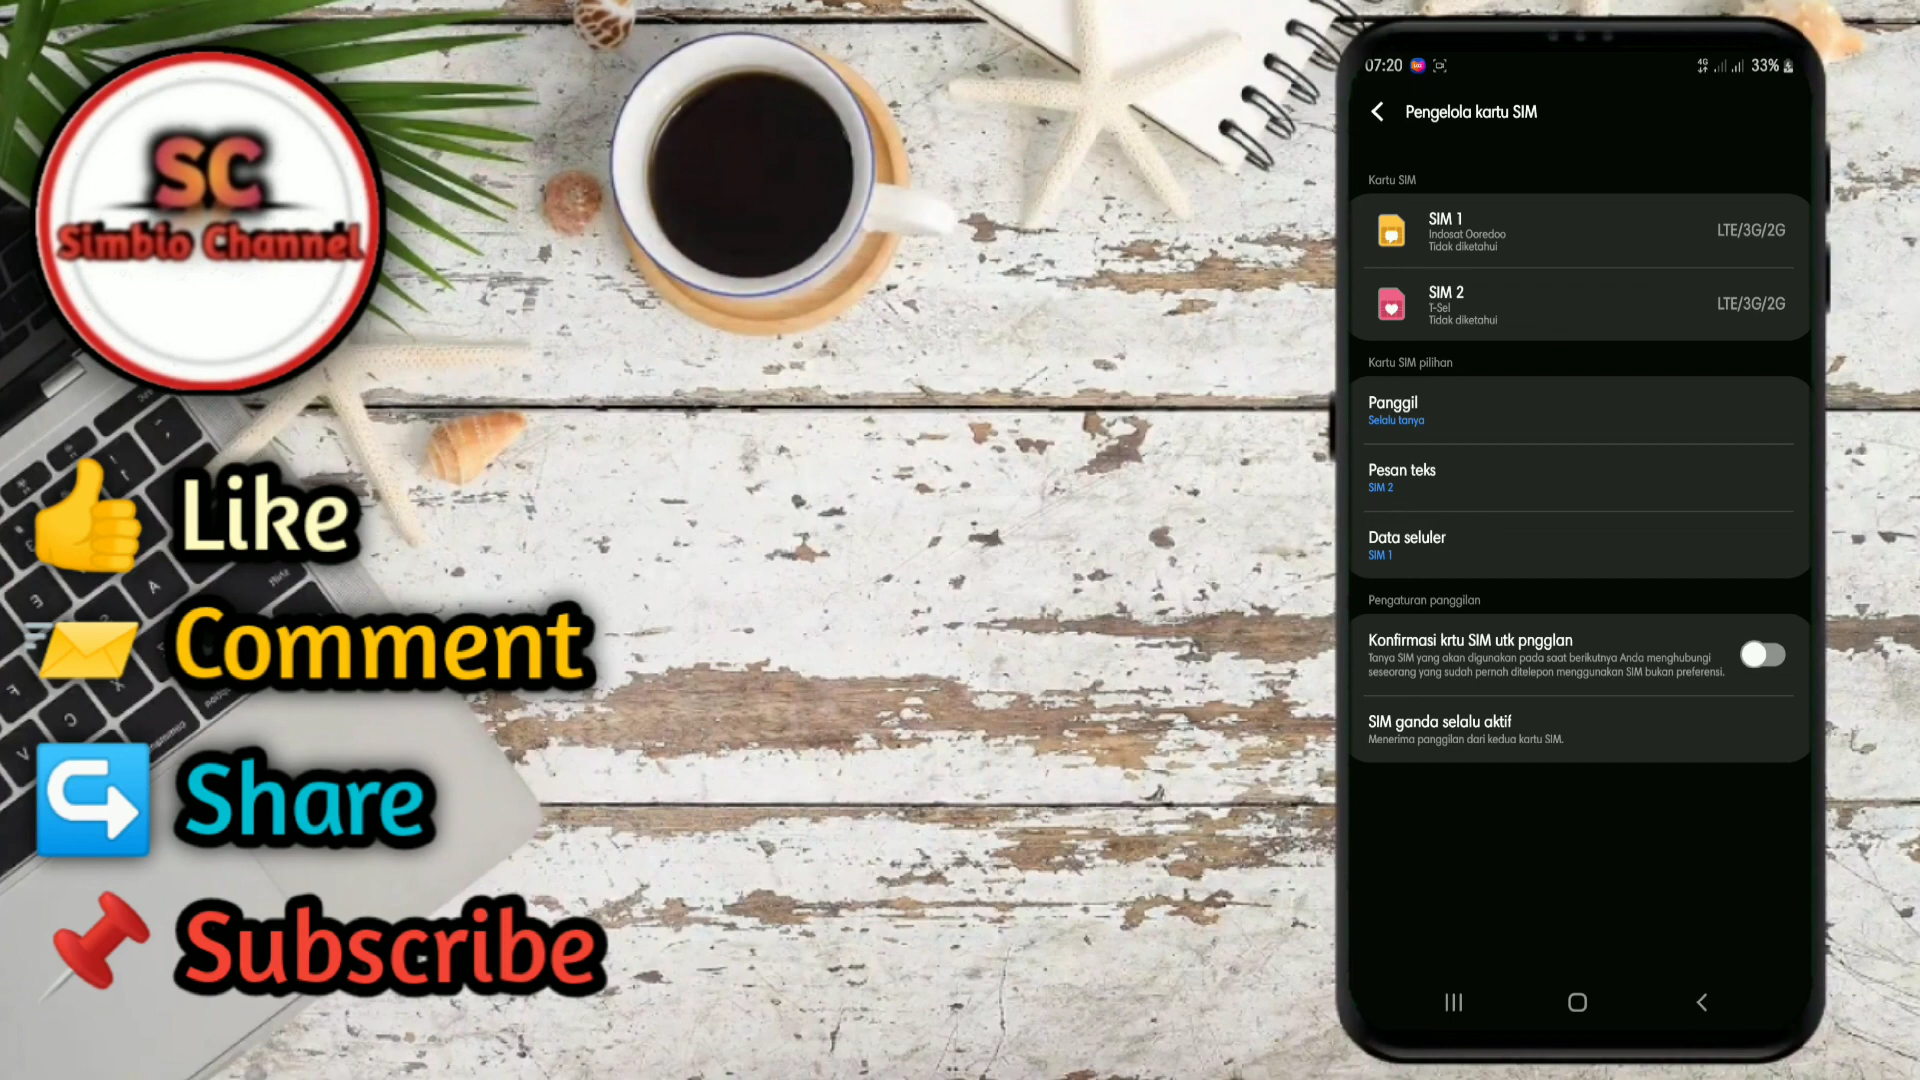 SC
Simbio Channel
Like
Comment
Share
Subscribe
07:20
4G
33%
Pengelola kartu SIM
Kartu SIM
SIM 1
Indosat Ooredoo
Tidak diketahui
LTE/3G/2G
SIM 2
T-Sel
Tidak diketahui
LTE/3G/2G
Kartu SIM pilihan
Panggil
Selalu tanya
Pesan teks
SIM 2
Data seluler
SIM 1
Pengaturan panggilan
Konfirmasi krtu SIM utk pngglan
Tanya SIM yang akan digunakan pada saat berikutnya Anda menghubungi
seseorang yang sudah pernah ditelepon menggunakan SIM bukan preferensi.
SIM ganda selalu aktif
Menerima panggilan dari kedua kartu SIM.